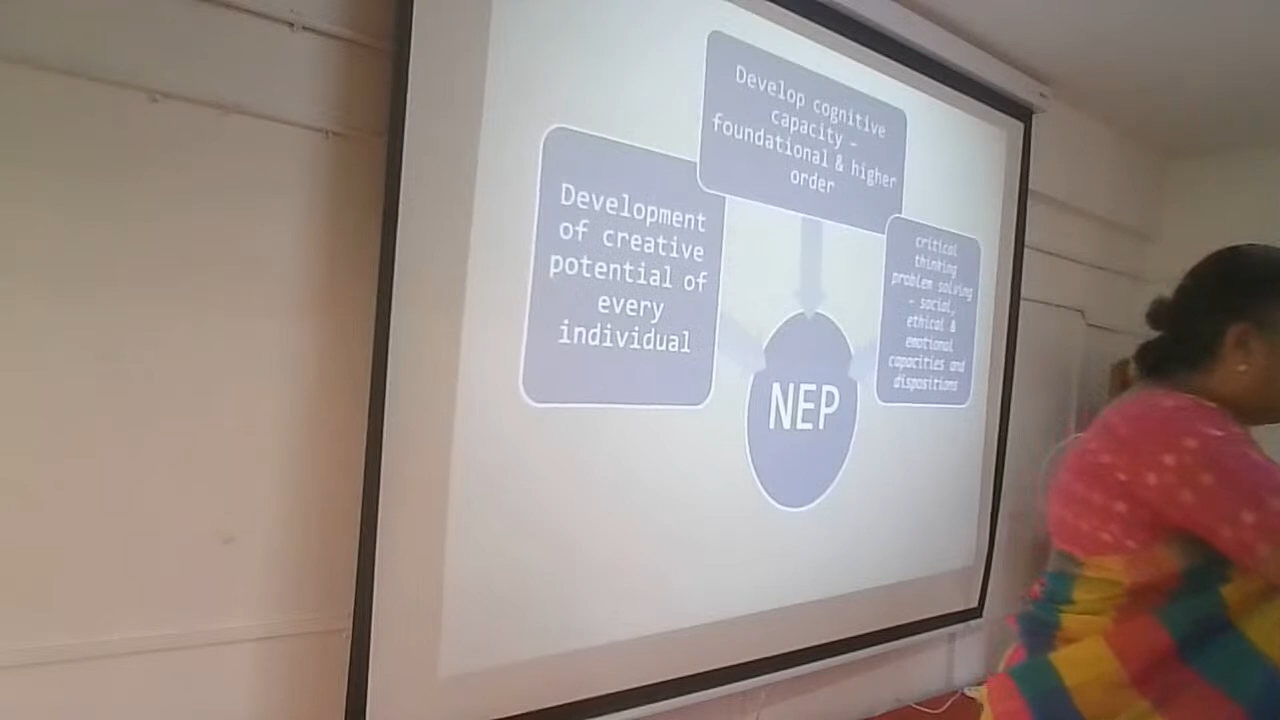 Develop cognitive
capacity –
foundational & higher
order
Development
of creative
potential of
every
individual
critical
thinking
problem solving
– social,
ethical &
emotional
capacities and
dispositions
NEP